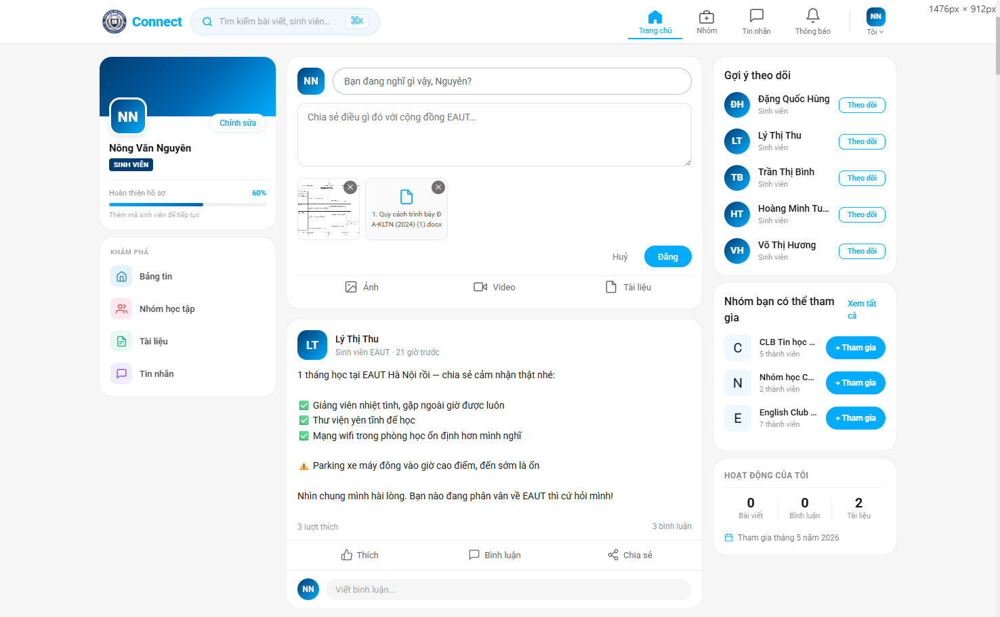 Connect
Tìm kiếm bài viết, sinh viên...
⌘K
Trang chủ
Nhóm
Tin nhắn
Thông báo
NN
Tôi
1476px × 912px
NN
Chỉnh sửa
Nông Văn Nguyên
SINH VIÊN
Hoàn thiện hồ sơ
60%
Thêm mã sinh viên để tiếp tục
KHÁM PHÁ
Bảng tin
Nhóm học tập
Tài liệu
Tin nhắn
NN
Bạn đang nghĩ gì vậy, Nguyên?
Chia sẻ điều gì đó với cộng đồng EAUT...
1. Quy cách trình bày Đ
A-KLTN (2024) (1).docx
Huỷ
Đăng
Ảnh
Video
Tài liệu
LT
Lý Thị Thu
Sinh viên EAUT · 21 giờ trước
1 tháng học tại EAUT Hà Nội rồi — chia sẻ cảm nhận thật nhé:
✅ Giảng viên nhiệt tình, gặp ngoài giờ được luôn
✅ Thư viện yên tĩnh để học
✅ Mạng wifi trong phòng học ổn định hơn mình nghĩ
⚠️ Parking xe máy đông vào giờ cao điểm, đến sớm là ổn
Nhìn chung mình hài lòng. Bạn nào đang phân vân về EAUT thì cứ hỏi mình!
3 lượt thích
3 bình luận
Thích
Bình luận
Chia sẻ
NN
Viết bình luận...
Gợi ý theo dõi
ĐH
Đặng Quốc Hùng
Sinh viên
Theo dõi
LT
Lý Thị Thu
Sinh viên
Theo dõi
TB
Trần Thị Bình
Sinh viên
Theo dõi
HT
Hoàng Minh Tu...
Sinh viên
Theo dõi
VH
Võ Thị Hương
Sinh viên
Theo dõi
Nhóm bạn có thể tham
gia
Xem tất
cả
C
CLB Tin học ...
5 thành viên
+ Tham gia
N
Nhóm học C...
2 thành viên
+ Tham gia
E
English Club ...
7 thành viên
+ Tham gia
HOẠT ĐỘNG CỦA TÔI
0
Bài viết
0
Bình luận
2
Tài liệu
Tham gia tháng 5 năm 2026